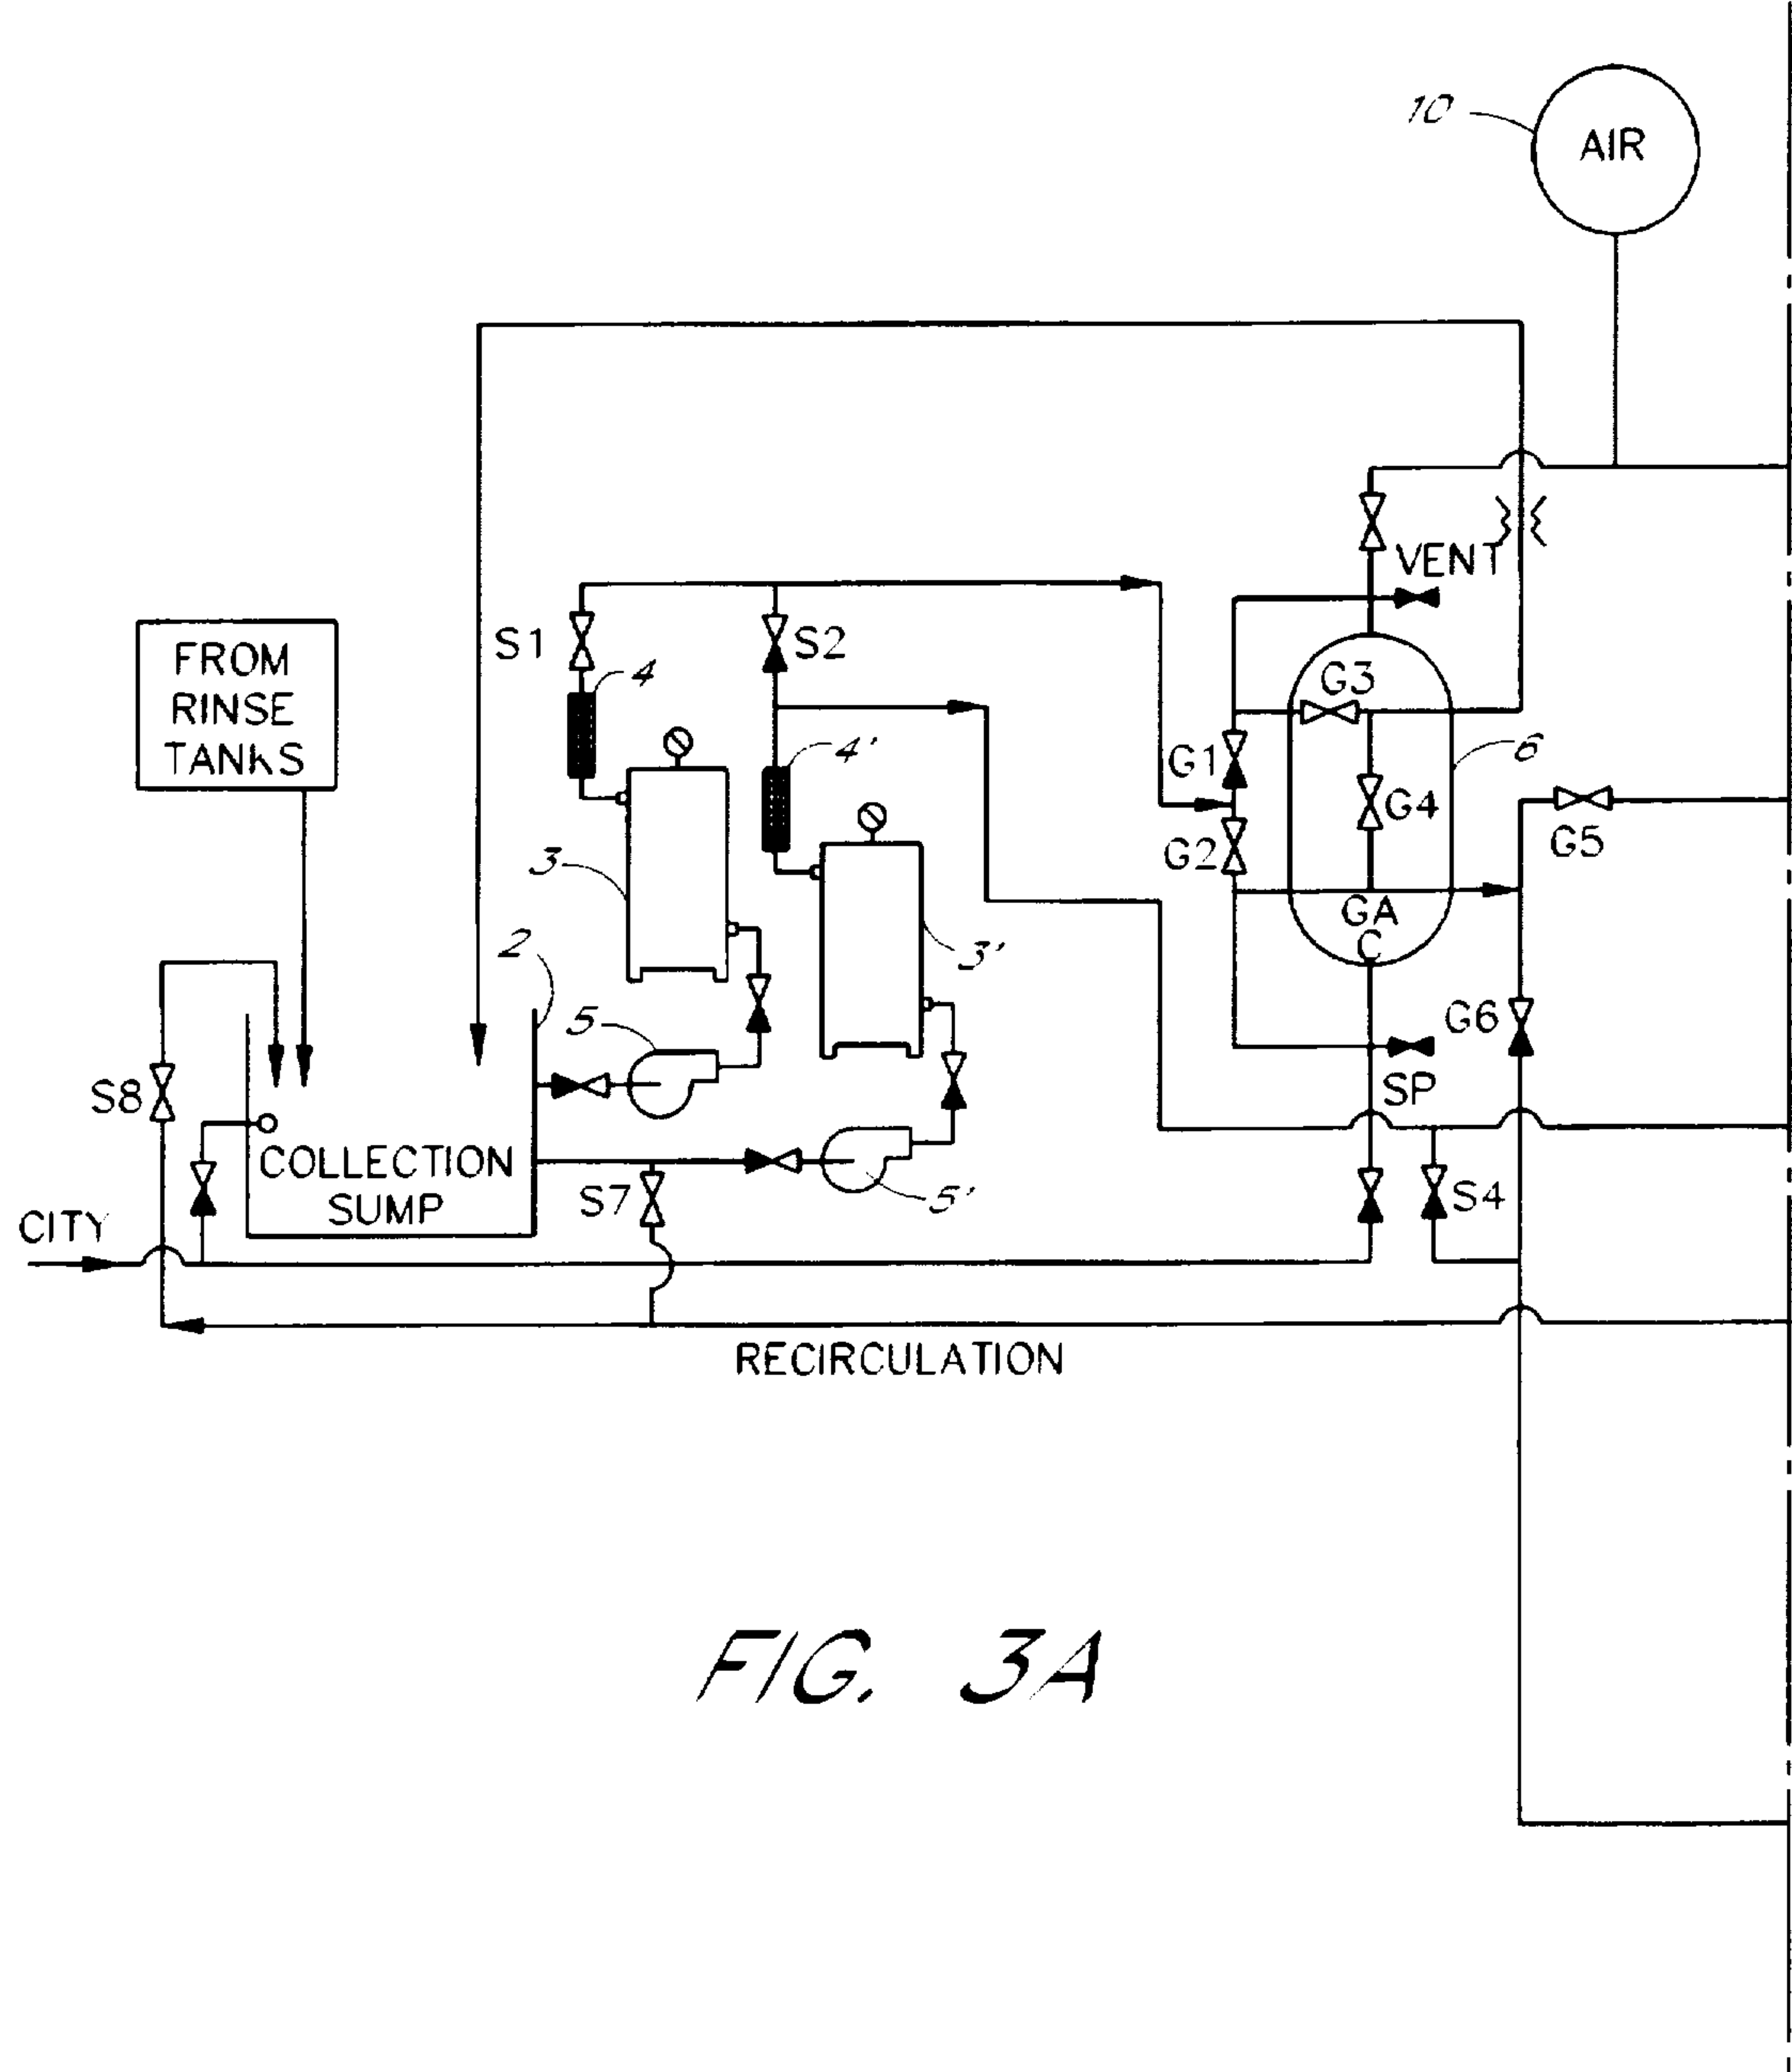 10
AIR
VENT
FROM
RINSE
TANKS
S1
4
S2
G3
4'
G1
6
G4
G2
G5
3
GA
C
2
3'
G6
5
S8
SP
COLLECTION
SUMP
S7
5'
S4
CITY
RECIRCULATION
FIG. 3A